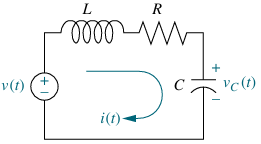 L R
v(t) + − C + v_C(t) −
i(t)